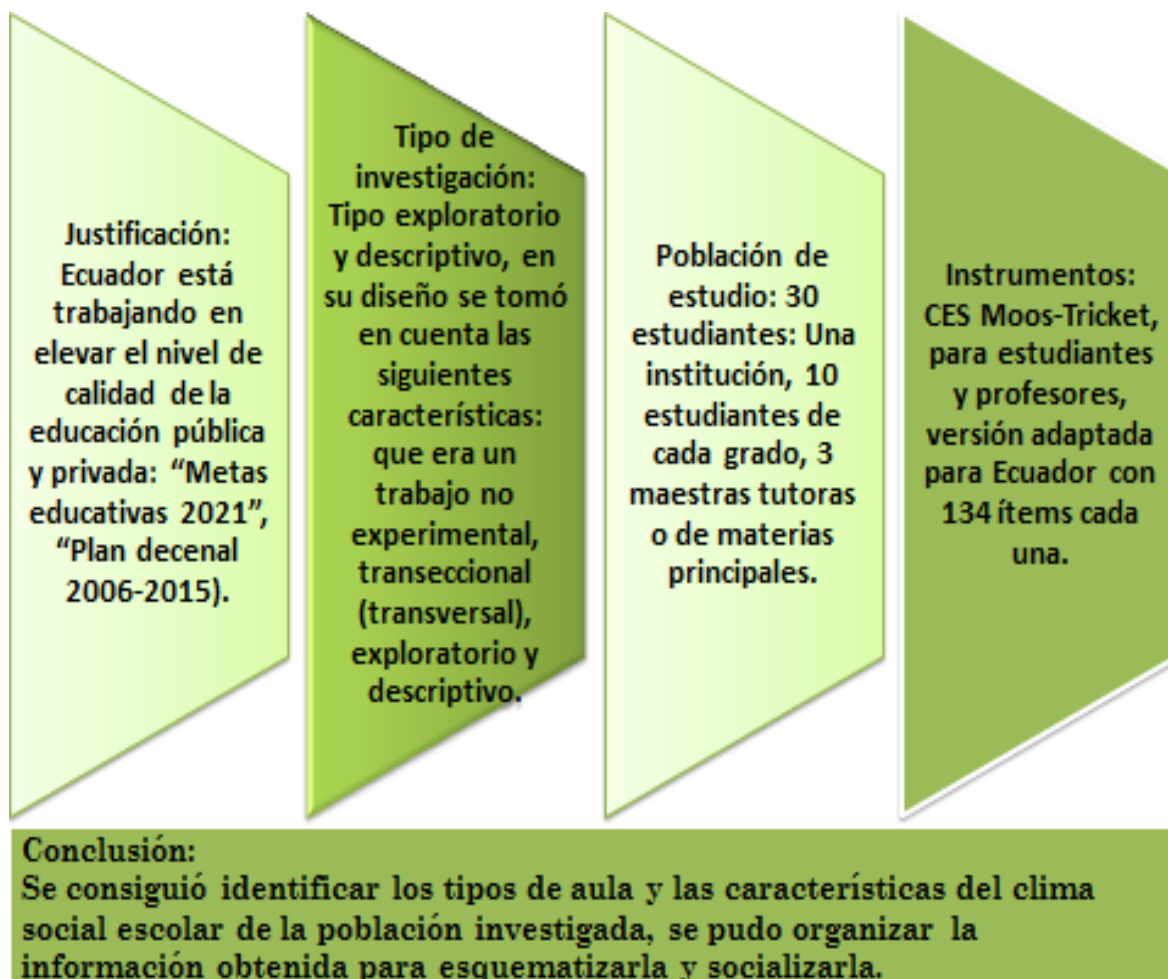 Justificación:
Ecuador está
trabajando en
elevar el nivel de
calidad de la
educación pública
y privada: “Metas
educativas 2021”,
“Plan decenal
2006-2015).
Tipo de
investigación:
Tipo exploratorio
y descriptivo, en
su diseño se tomó
en cuenta las
siguientes
características:
que era un
trabajo no
experimental,
transeccional
(transversal),
exploratorio y
descriptivo.
Población de
estudio: 30
estudiantes: Una
institución, 10
estudiantes de
cada grado, 3
maestras tutoras
o de materias
principales.
Instrumentos:
CES Moos-Tricket,
para estudiantes
y profesores,
versión adaptada
para Ecuador con
134 ítems cada
una.
Conclusión:
Se consiguió identificar los tipos de aula y las características del clima
social escolar de la población investigada, se pudo organizar la
información obtenida para esquematizarla y socializarla.